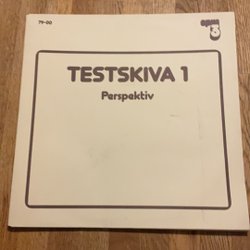 79-00
opus 3
TESTSKIVA 1
Perspektiv